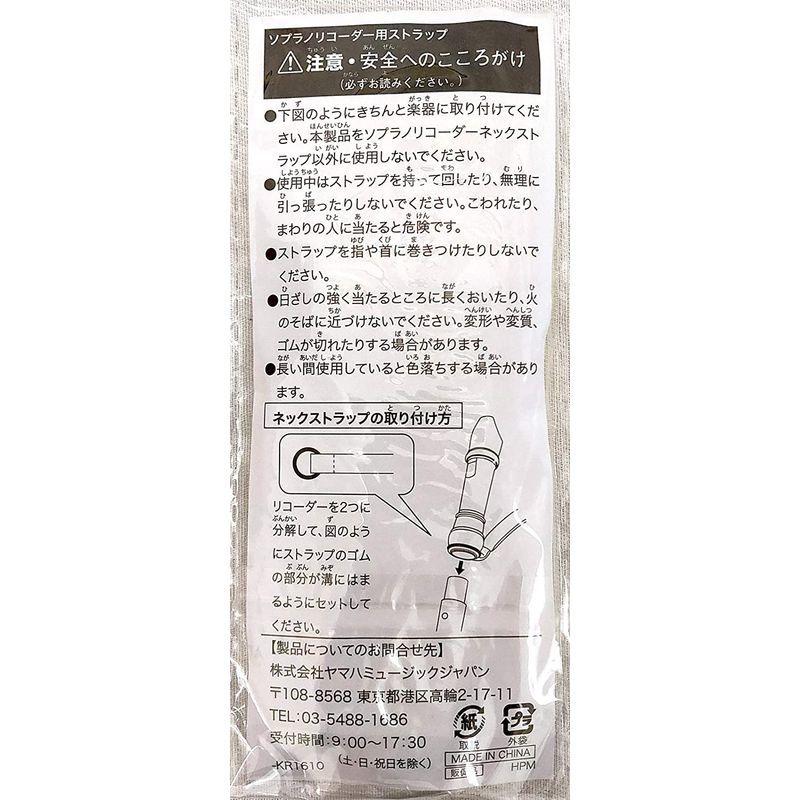 ソプラノリコーダー用ストラップ
注意・安全へのこころがけ
(必ずお読みください。)
●下図のようにきちんと楽器に取り付けてくだ
さい。本製品をソプラノリコーダーネックスト
ラップ以外に使用しないでください。
●使用中はストラップを持って回したり、無理に
引っ張ったりしないでください。こわれたり、
まわりの人に当たると危険です。
●ストラップを指や首に巻きつけたりしないで
ください。
●日ざしの強く当たるところに長くおいたり、火
のそばに近づけないでください。変形や変質、
ゴムが切れたりする場合があります。
●長い間使用していると色落ちする場合があり
ます。
ネックストラップの取り付け方
リコーダーを2つに
分解して、図のよう
にストラップのゴム
の部分が溝にはま
るようにセットして
ください。
【製品についてのお問合せ先】
株式会社ヤマハミュージックジャパン
〒108-8568 東京都港区高輪2-17-11
TEL:03-5488-1686
受付時間:9:00〜17:30
(土・日・祝日を除く)
-KR1610
紙
プラ
外袋
MADE IN CHINA
HPM